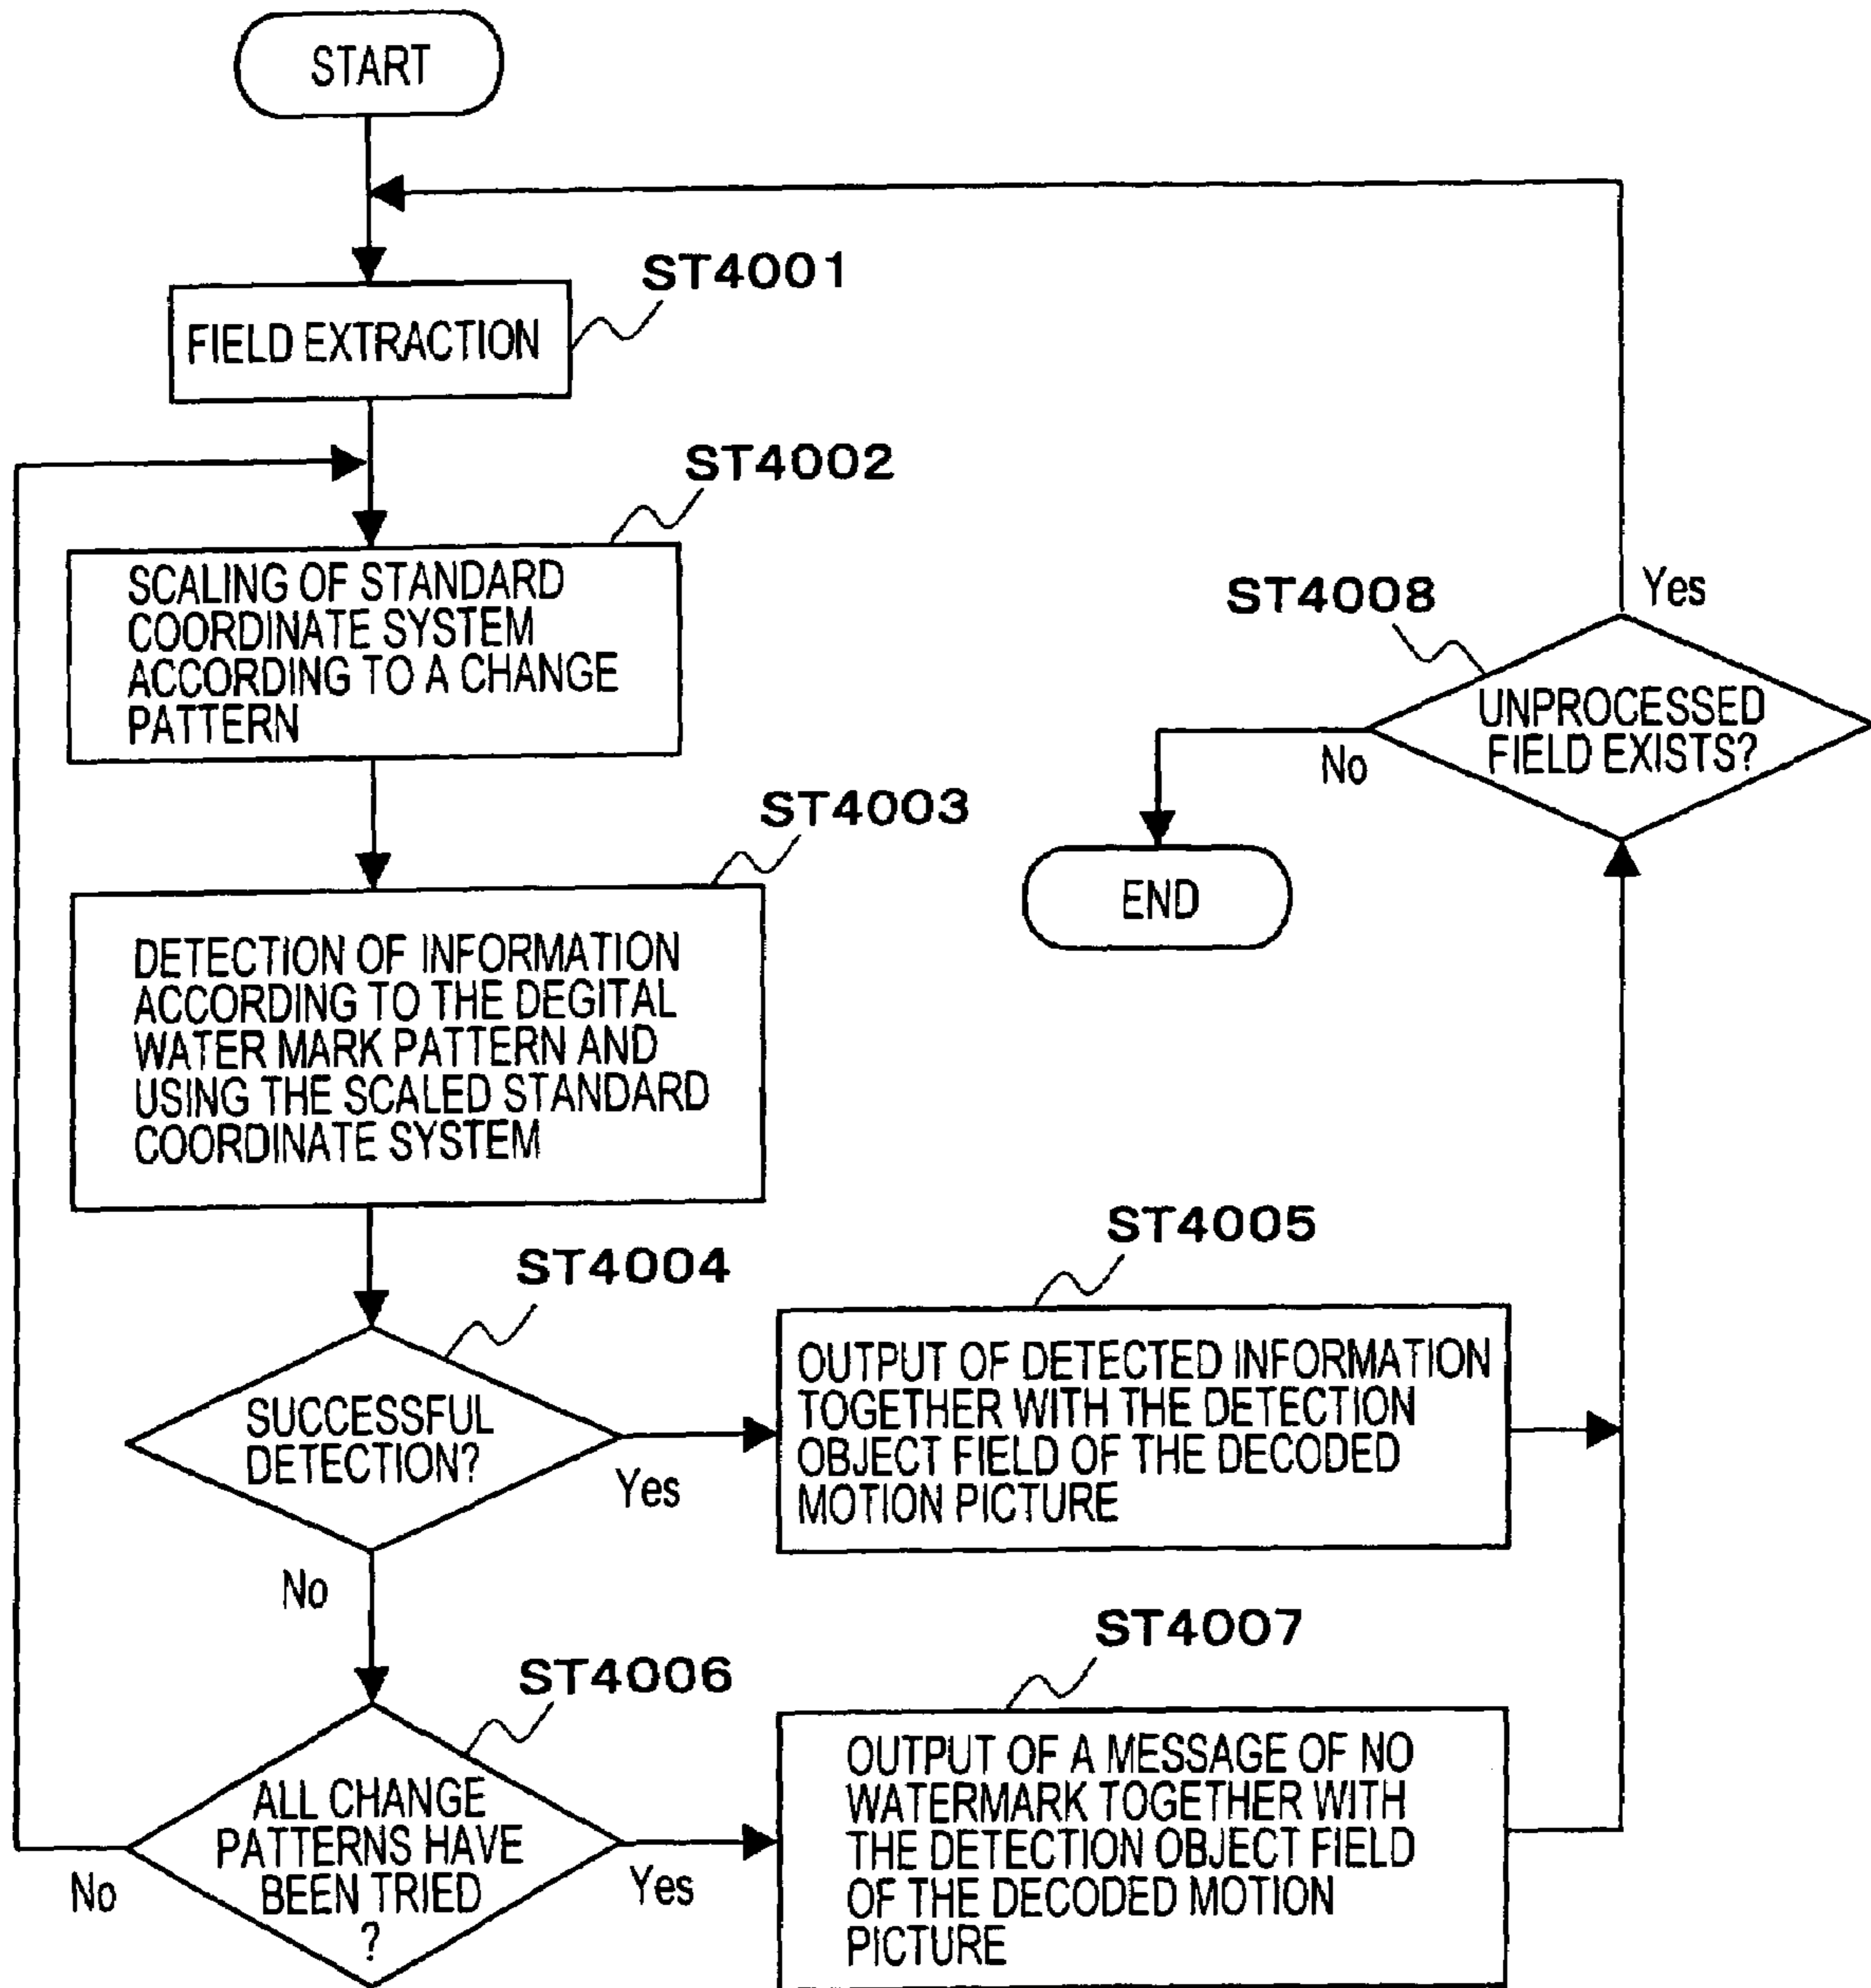 START
ST4001
FIELD EXTRACTION
ST4002
SCALING OF STANDARD
COORDINATE SYSTEM
ACCORDING TO A CHANGE
PATTERN
ST4003
DETECTION OF INFORMATION
ACCORDING TO THE DEGITAL
WATER MARK PATTERN AND
USING THE SCALED STANDARD
COORDINATE SYSTEM
ST4004
SUCCESSFUL
DETECTION?
Yes
No
ST4005
OUTPUT OF DETECTED INFORMATION
TOGETHER WITH THE DETECTION
OBJECT FIELD OF THE DECODED
MOTION PICTURE
ST4006
ALL CHANGE
PATTERNS HAVE
BEEN TRIED
?
No
Yes
ST4007
OUTPUT OF A MESSAGE OF NO
WATERMARK TOGETHER WITH
THE DETECTION OBJECT FIELD
OF THE DECODED MOTION
PICTURE
ST4008
Yes
UNPROCESSED
FIELD EXISTS?
No
END